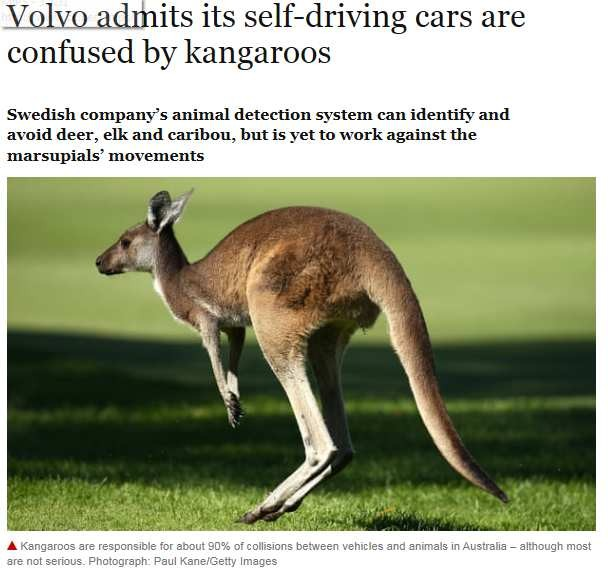 Volvo admits its self-driving cars are
confused by kangaroos
Swedish company’s animal detection system can identify and
avoid deer, elk and caribou, but is yet to work against the
marsupials’ movements
Kangaroos are responsible for about 90% of collisions between vehicles and animals in Australia – although most
are not serious. Photograph: Paul Kane/Getty Images